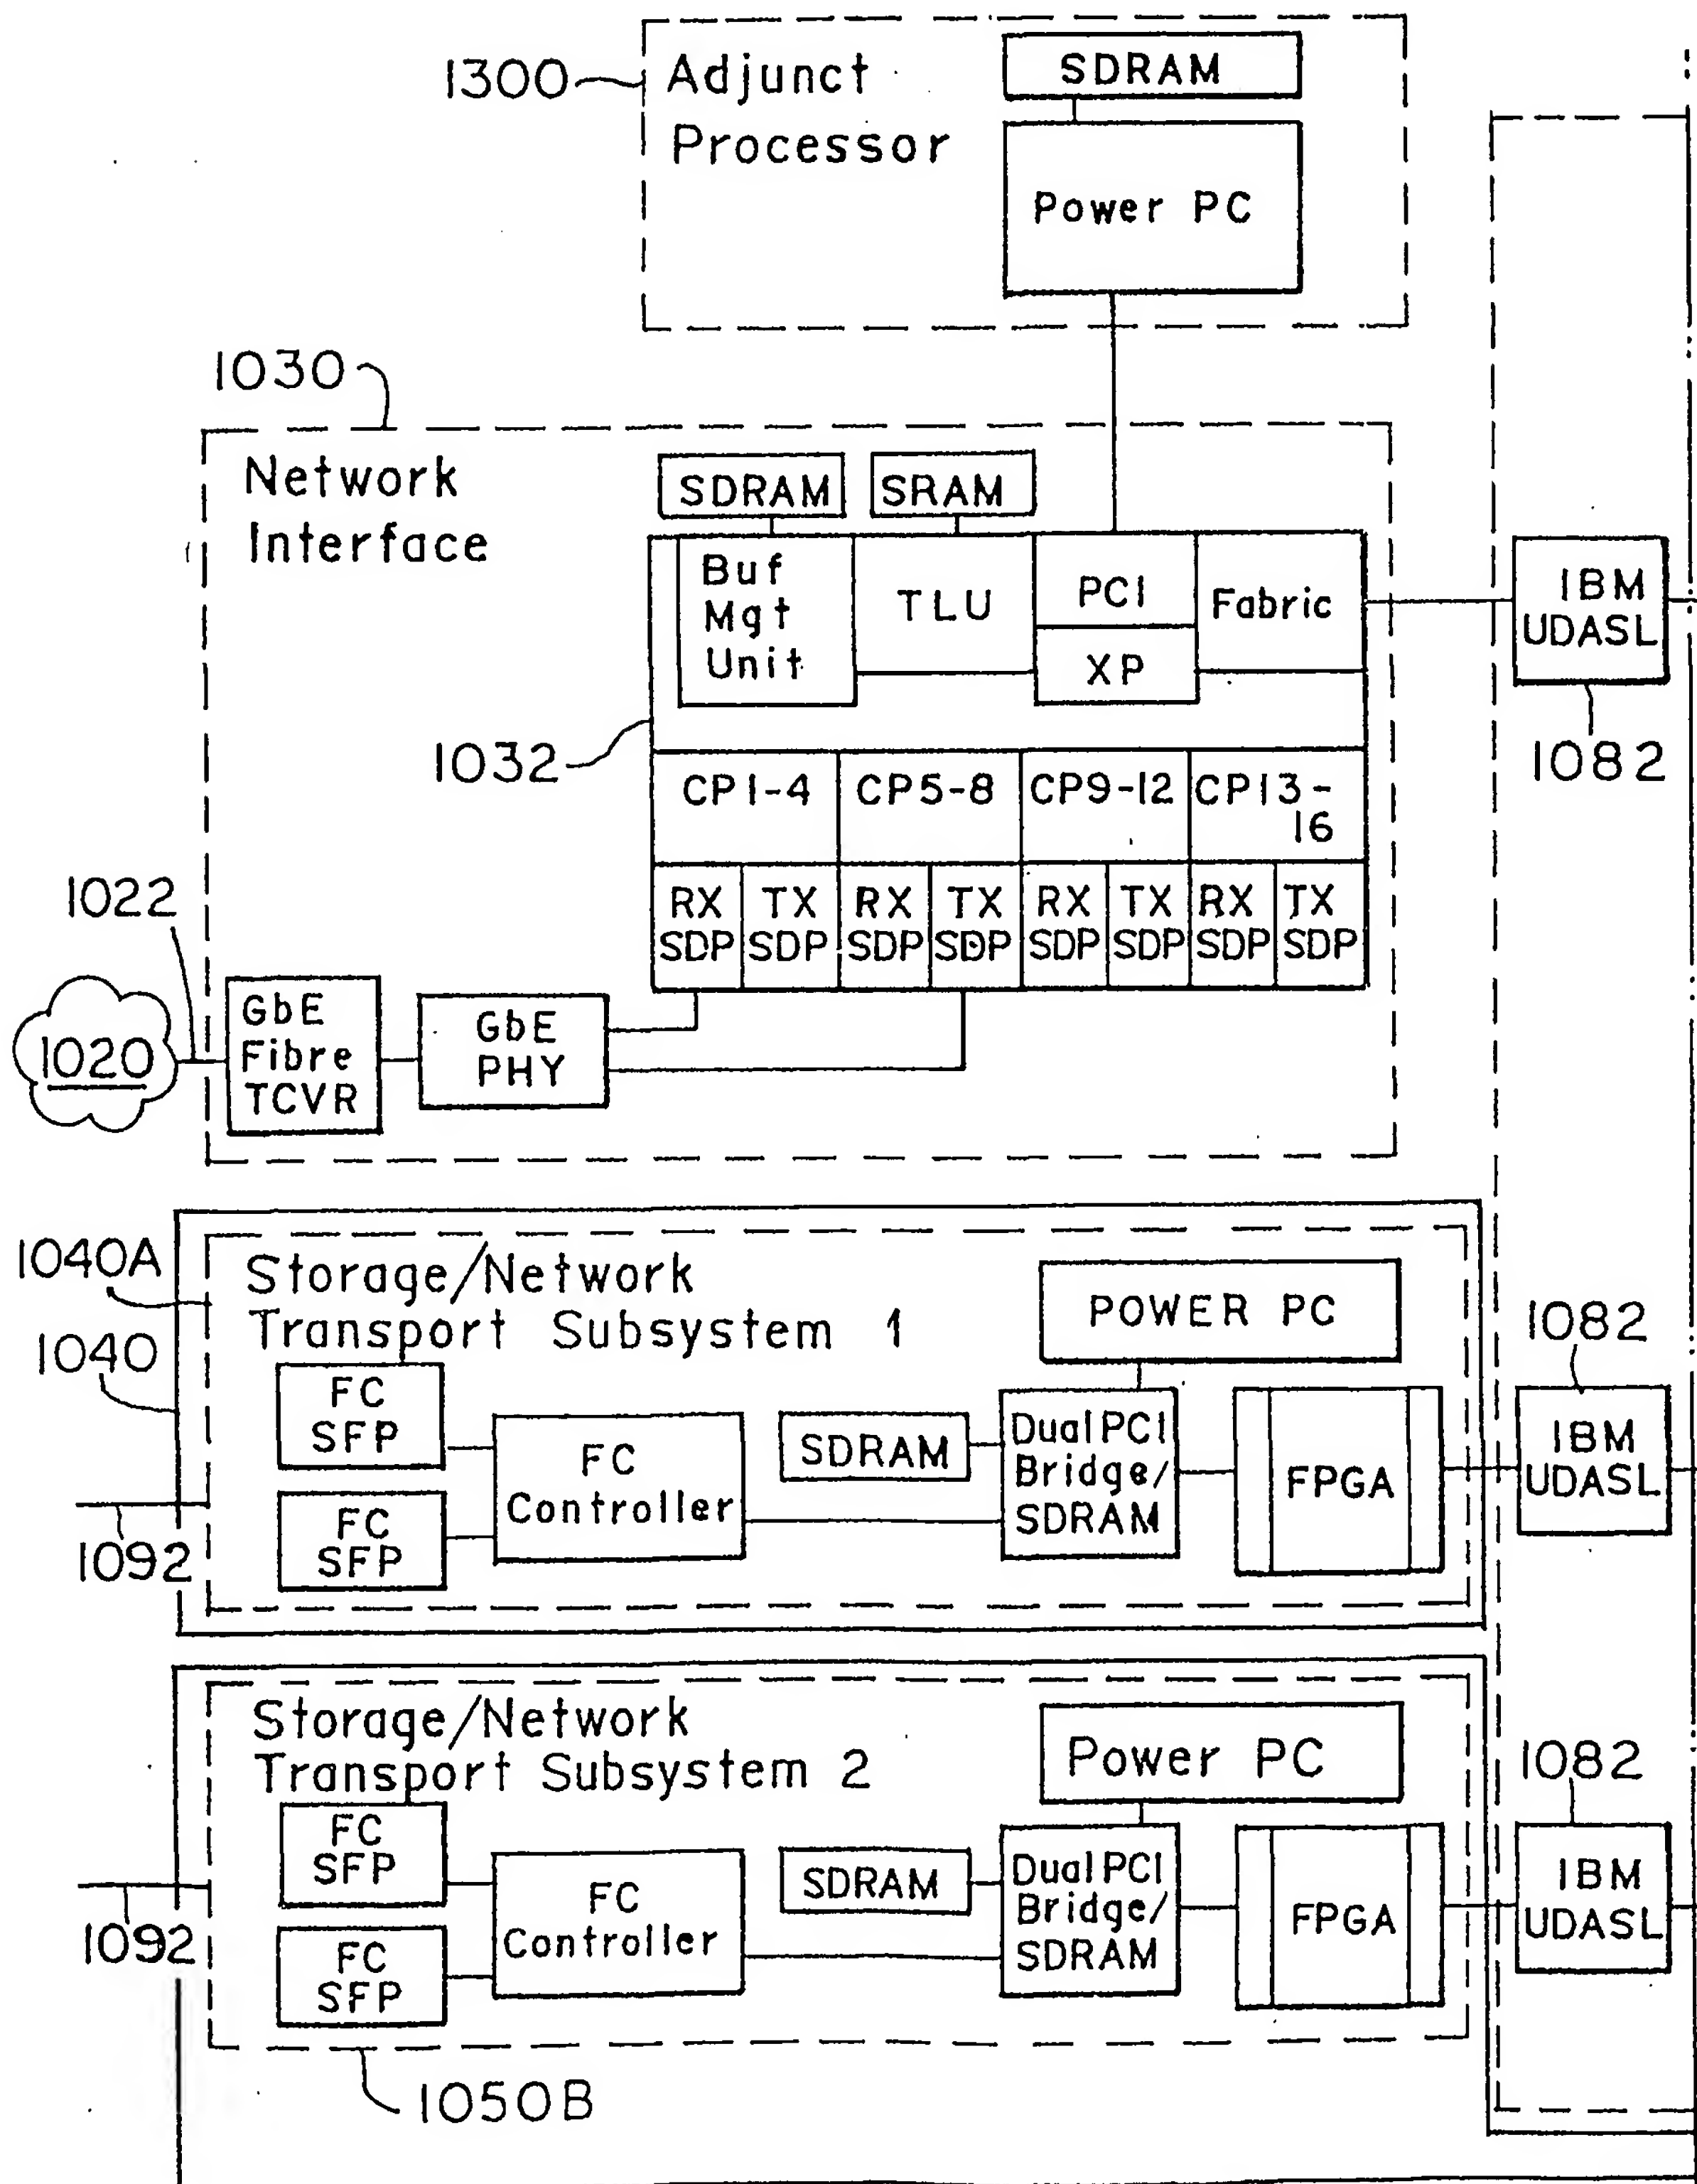 1300
Adjunct
Processor
SDRAM
Power PC
1030
Network
Interface
SDRAM
SRAM
Buf
Mgt
Unit
TLU
PCI
XP
Fabric
IBM
UDASL
1082
1032
CP1-4
CP5-8
CP9-12
CP13-
16
RX
SDP
TX
SDP
RX
SDP
TX
SDP
RX
SDP
TX
SDP
RX
SDP
TX
SDP
1022
1020
GbE
Fibre
TCVR
GbE
PHY
1040A
1040
Storage/Network
Transport Subsystem 1
POWER PC
1082
FC
SFP
FC
SFP
FC
Controller
SDRAM
Dual PCI
Bridge/
SDRAM
FPGA
IBM
UDASL
1092
Storage/Network
Transport Subsystem 2
Power PC
1082
FC
SFP
FC
SFP
FC
Controller
SDRAM
Dual PCI
Bridge/
SDRAM
FPGA
IBM
UDASL
1092
1050B